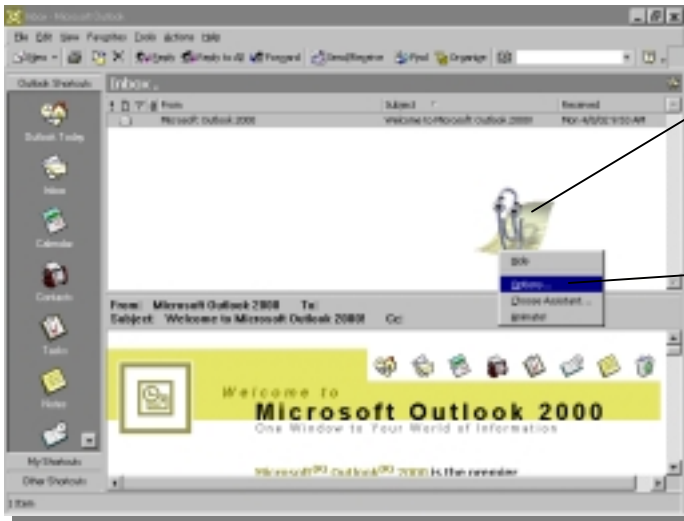 Inbox - Microsoft Outlook
File Edit View Favorites Tools Actions Help
New Reply Reply to All Forward Send/Receive Find Organize
Outlook Shortcuts
Inbox
From Subject Received
Microsoft Outlook 2000 Welcome to Microsoft Outlook 2000!
Outlook Today
Inbox
Calendar
Contacts
Tasks
Notes
My Shortcuts
Other Shortcuts
Hide
Options...
Choose Assistant...
Animate!
From: Microsoft Outlook 2000 To:
Subject: Welcome to Microsoft Outlook 2000! Cc:
Welcome to
Microsoft Outlook 2000
One Window to Your World of Information
Microsoft(R) Outlook(R) 2000 is the premier
1 Item